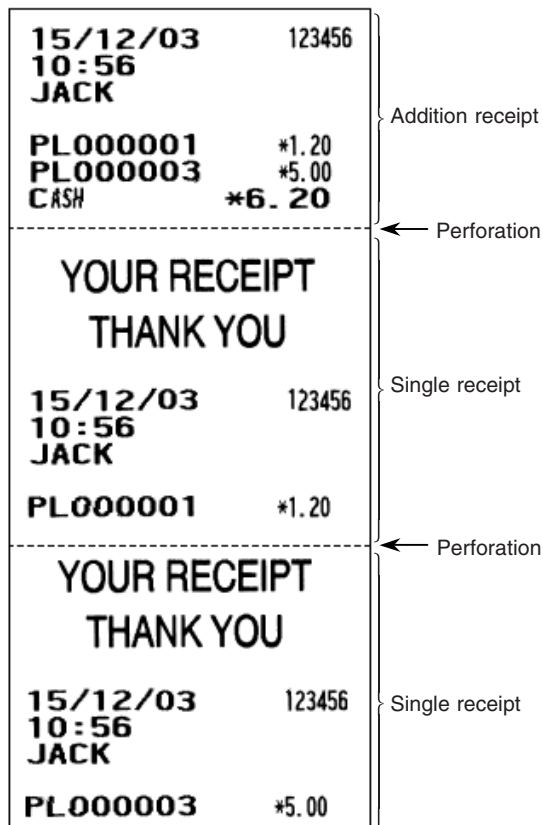 15/12/03 123456
10:56
JACK
PL000001 *1.20
PL000003 *5.00
CASH *6.20
Addition receipt
Perforation
YOUR RECEIPT
THANK YOU
15/12/03 123456
10:56
JACK
PL000001 *1.20
Single receipt
Perforation
YOUR RECEIPT
THANK YOU
15/12/03 123456
10:56
JACK
PL000003 *5.00
Single receipt